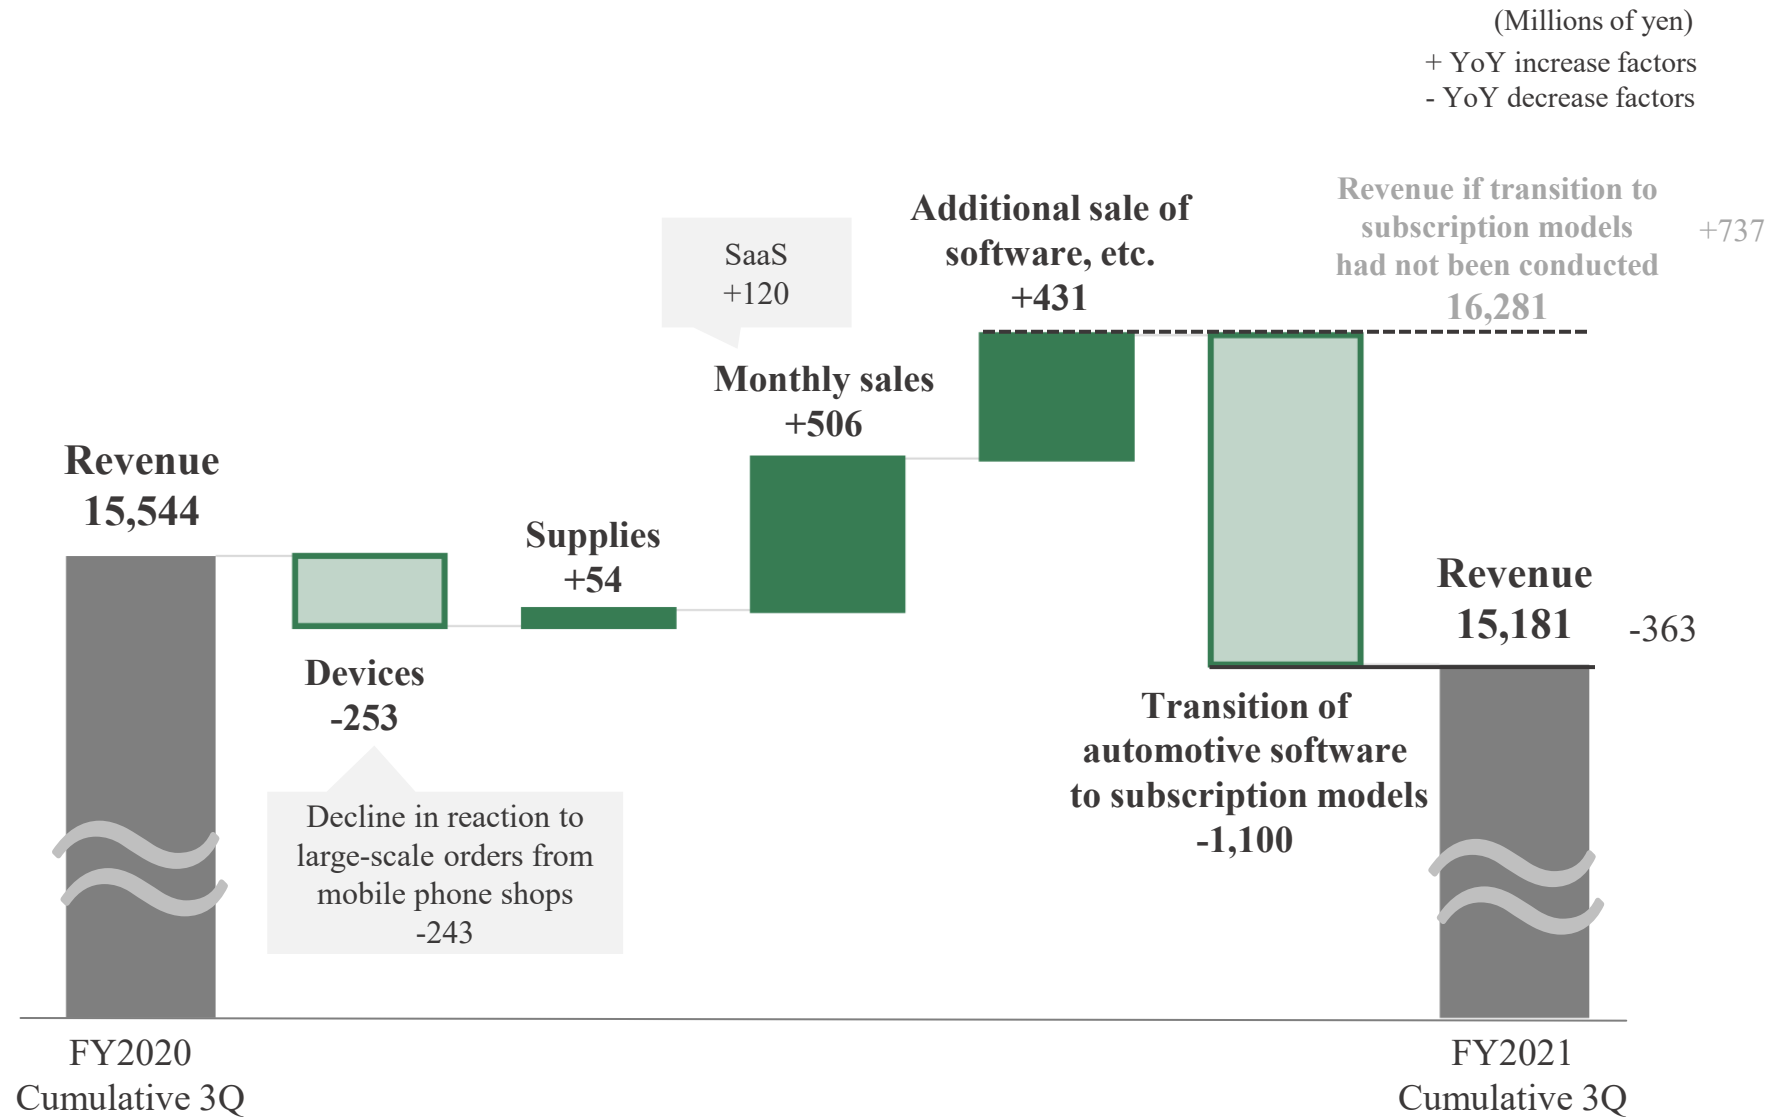 (Millions of yen)
+ YoY increase factors
- YoY decrease factors
Revenue if transition to
subscription models
had not been conducted
16,281
+737
Additional sale of
software, etc.
+431
SaaS
+120
Monthly sales
+506
Revenue
15,544
Supplies
+54
Devices
-253
Decline in reaction to
large-scale orders from
mobile phone shops
-243
Revenue
15,181
-363
Transition of
automotive software
to subscription models
-1,100
FY2020
Cumulative 3Q
FY2021
Cumulative 3Q